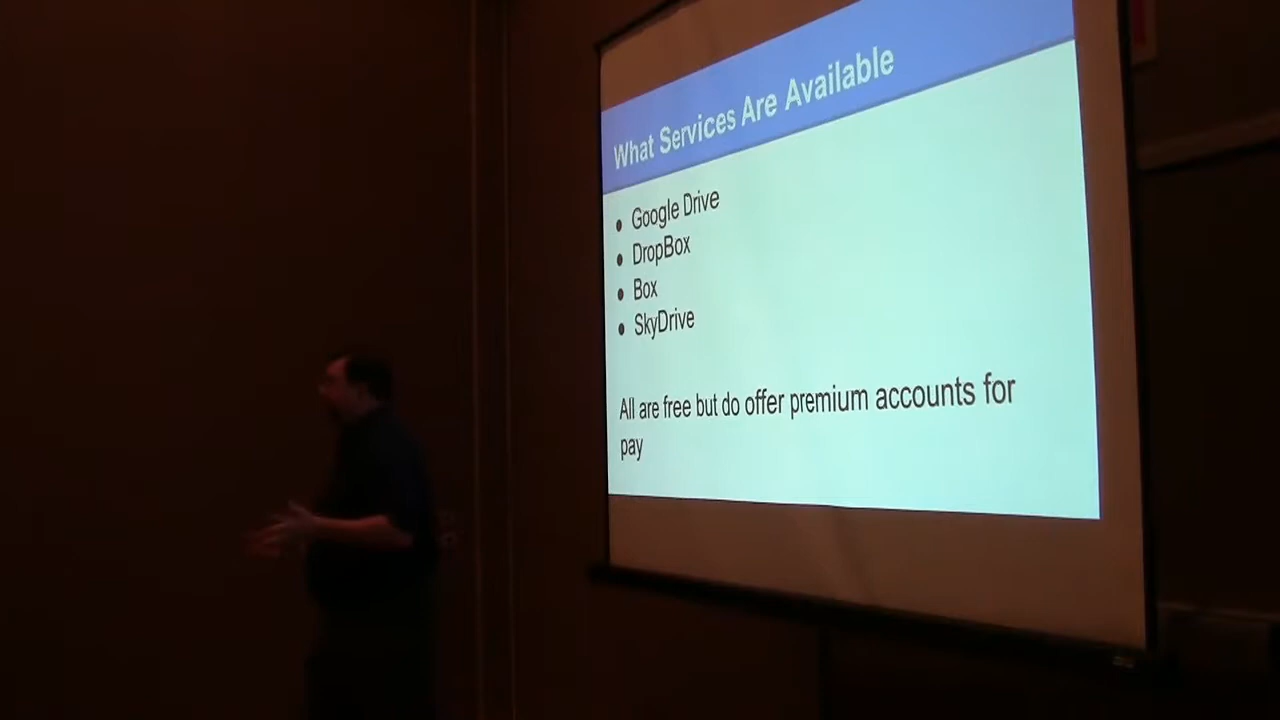 What Services Are Available
● Google Drive
● DropBox
● Box
● SkyDrive
All are free but do offer premium accounts for
pay